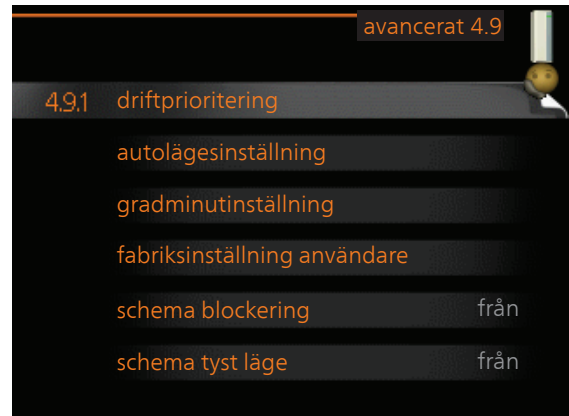 avancerat 4.9
4.9.1 driftprioritering
autolägesinställning
gradminutinställning
fabriksinställning användare
schema blockering från
schema tyst läge från